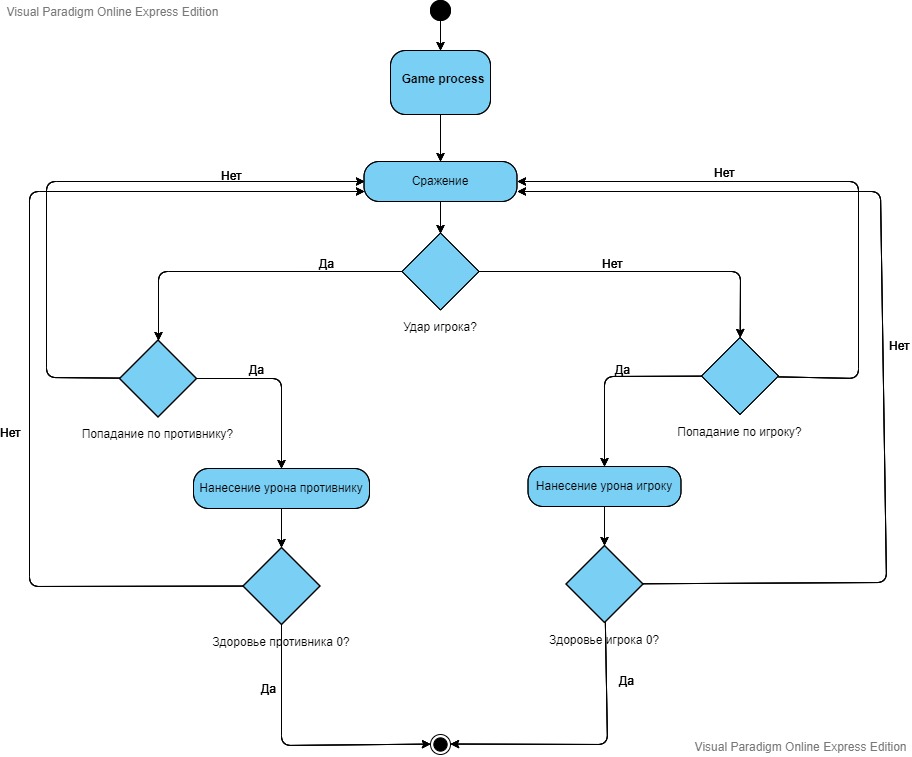 Visual Paradigm Online Express Edition
Game process
Нет
Нет
Сражение
Да
Нет
Удар игрока?
Нет
Да
Да
Нет
Попадание по противнику?
Попадание по игроку?
Нанесение урона противнику
Нанесение урона игроку
Здоровье противника 0?
Здоровье игрока 0?
Да
Да
Visual Paradigm Online Express Edition